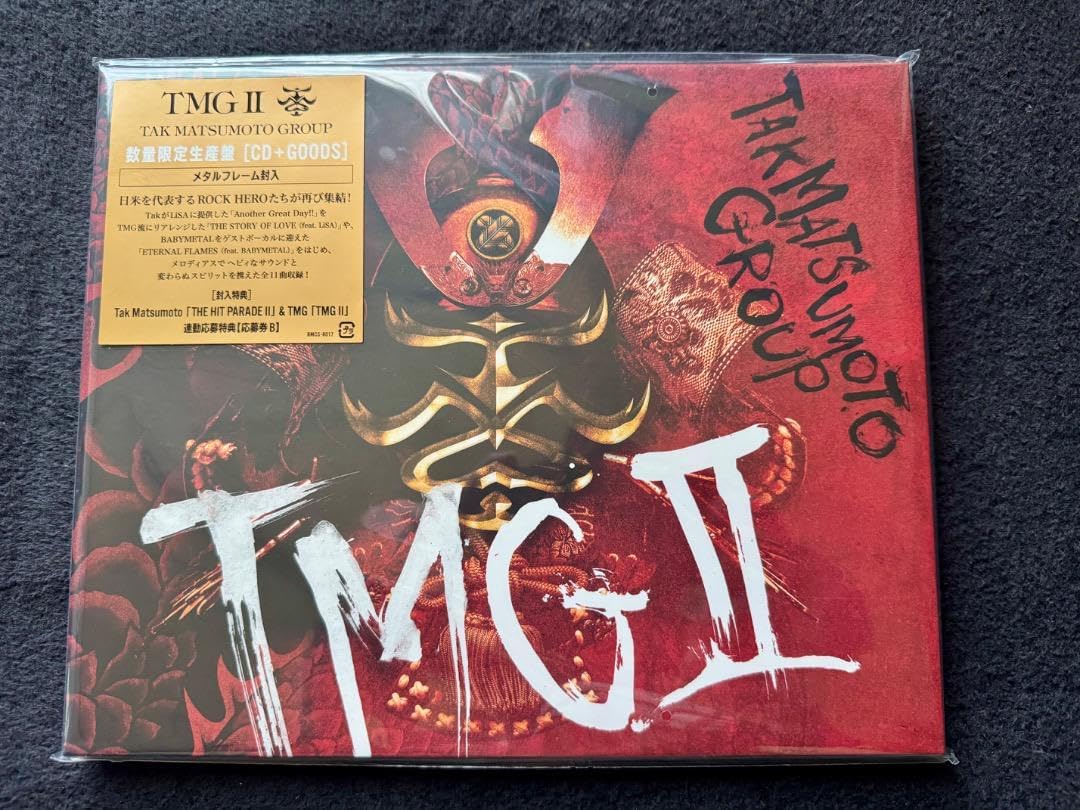 TMG II
TAK MATSUMOTO GROUP
数量限定生産盤 [CD+GOODS]
メタルフレーム封入
日米を代表するROCK HEROたちが再び集結!
TakがLiSAに提供した「Another Great Day!!」を
TMG流にリアレンジした「THE STORY OF LOVE (feat. LiSA)」や、
BABYMETALをゲストボーカルに迎えた
「ETERNAL FLAMES (feat. BABYMETAL)」をはじめ、
メロディアスでヘビィなサウンドと
変わらぬスピリットを携えた全11曲収録!
[封入特典]
Tak Matsumoto「THE HIT PARADE II」& TMG「TMG II」
連動応募特典【応募券B】
BMCS-8017
TAK MATSUMOTO
GROUP
TMG II